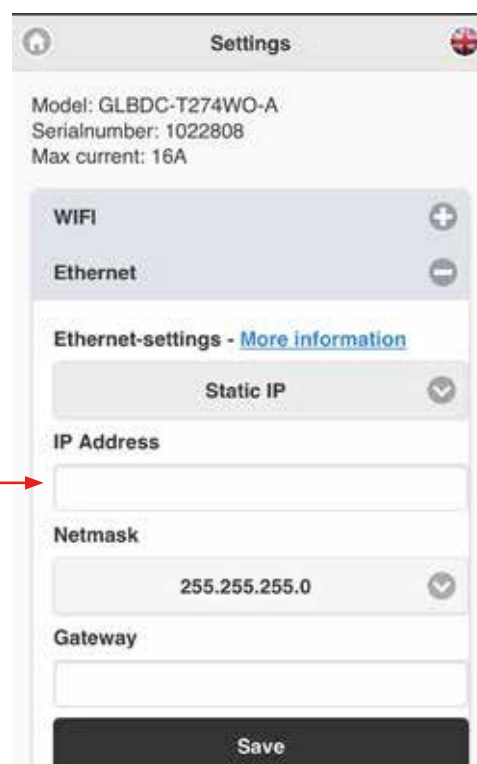 Settings
Model: GLBDC-T274WO-A
Serialnumber: 1022808
Max current: 16A
WIFI
Ethernet
Ethernet-settings - More information
Static IP
IP Address
Netmask
255.255.255.0
Gateway
Save